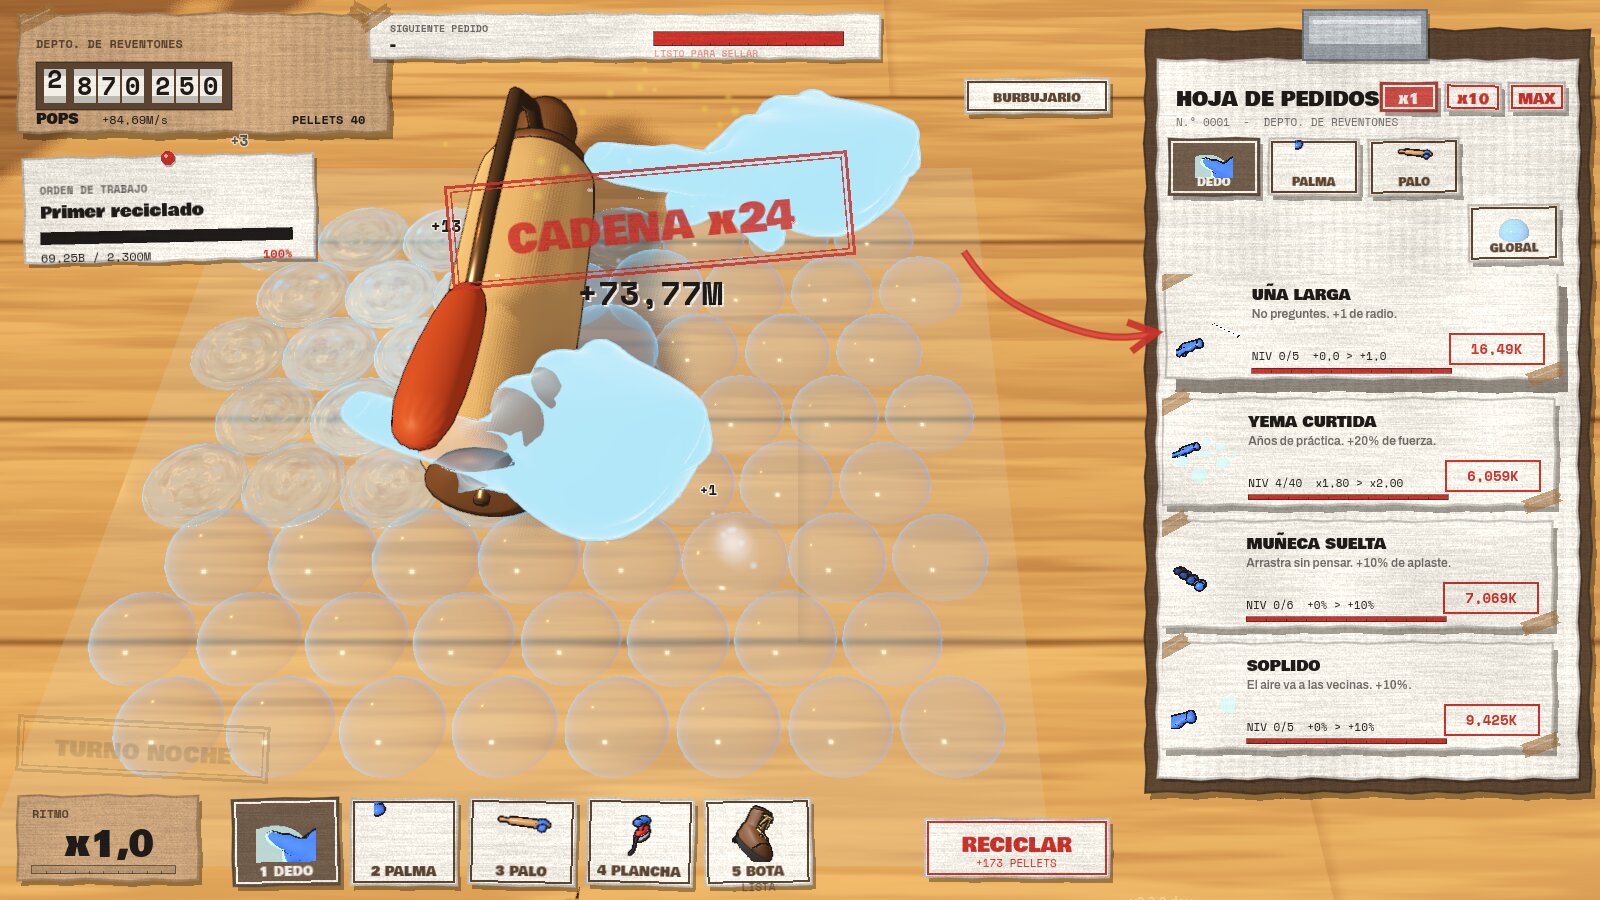 DEPTO. DE REVENTONES
2 870 250
POPS +84,69M/s PELLETS 40
+3
SIGUIENTE PEDIDO
-
LISTO PARA SELLAR
BURBUJARIO
ORDEN DE TRABAJO
Primer reciclado
69.25B / 2,300M 100%
+13
CADENA x24
+73,77M
+1
TURNO NOCHE
RITMO
x1,0
1 DEDO
2 PALMA
3 PALO
4 PLANCHA
5 BOTA
LISTA
RECICLAR
+173 PELLETS
HOJA DE PEDIDOS x1 x10 MAX
N.° 0001 - DEPTO. DE REVENTONES
DEDO
PALMA
PALO
GLOBAL
UÑA LARGA
No preguntes. +1 de radio.
NIV 0/5 +0,0 > +1,0
16,49K
YEMA CURTIDA
Años de práctica. +20% de fuerza.
NIV 4/40 x1,80 > x2,00
6,059K
MUÑECA SUELTA
Arrastra sin pensar. +10% de aplaste.
NIV 0/6 +0% > +10%
7,069K
SOPLIDO
El aire va a las vecinas. +10%.
NIV 0/5 +0% > +10%
9,425K